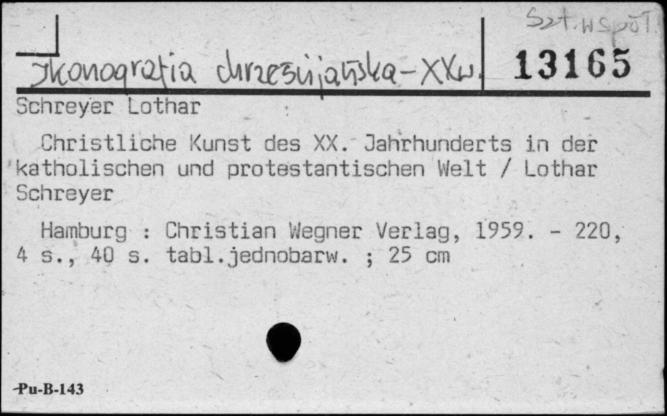 Szt. współ.
Ikonografia chrześcijańska - XXw.
13165
Schreyer Lothar
Christliche Kunst des XX. Jahrhunderts in der
katholischen und protestantischen Welt / Lothar
Schreyer
Hamburg : Christian Wegner Verlag, 1959. - 220,
4 s., 40 s. tabl.jednobarw. ; 25 cm
Pu-B-143